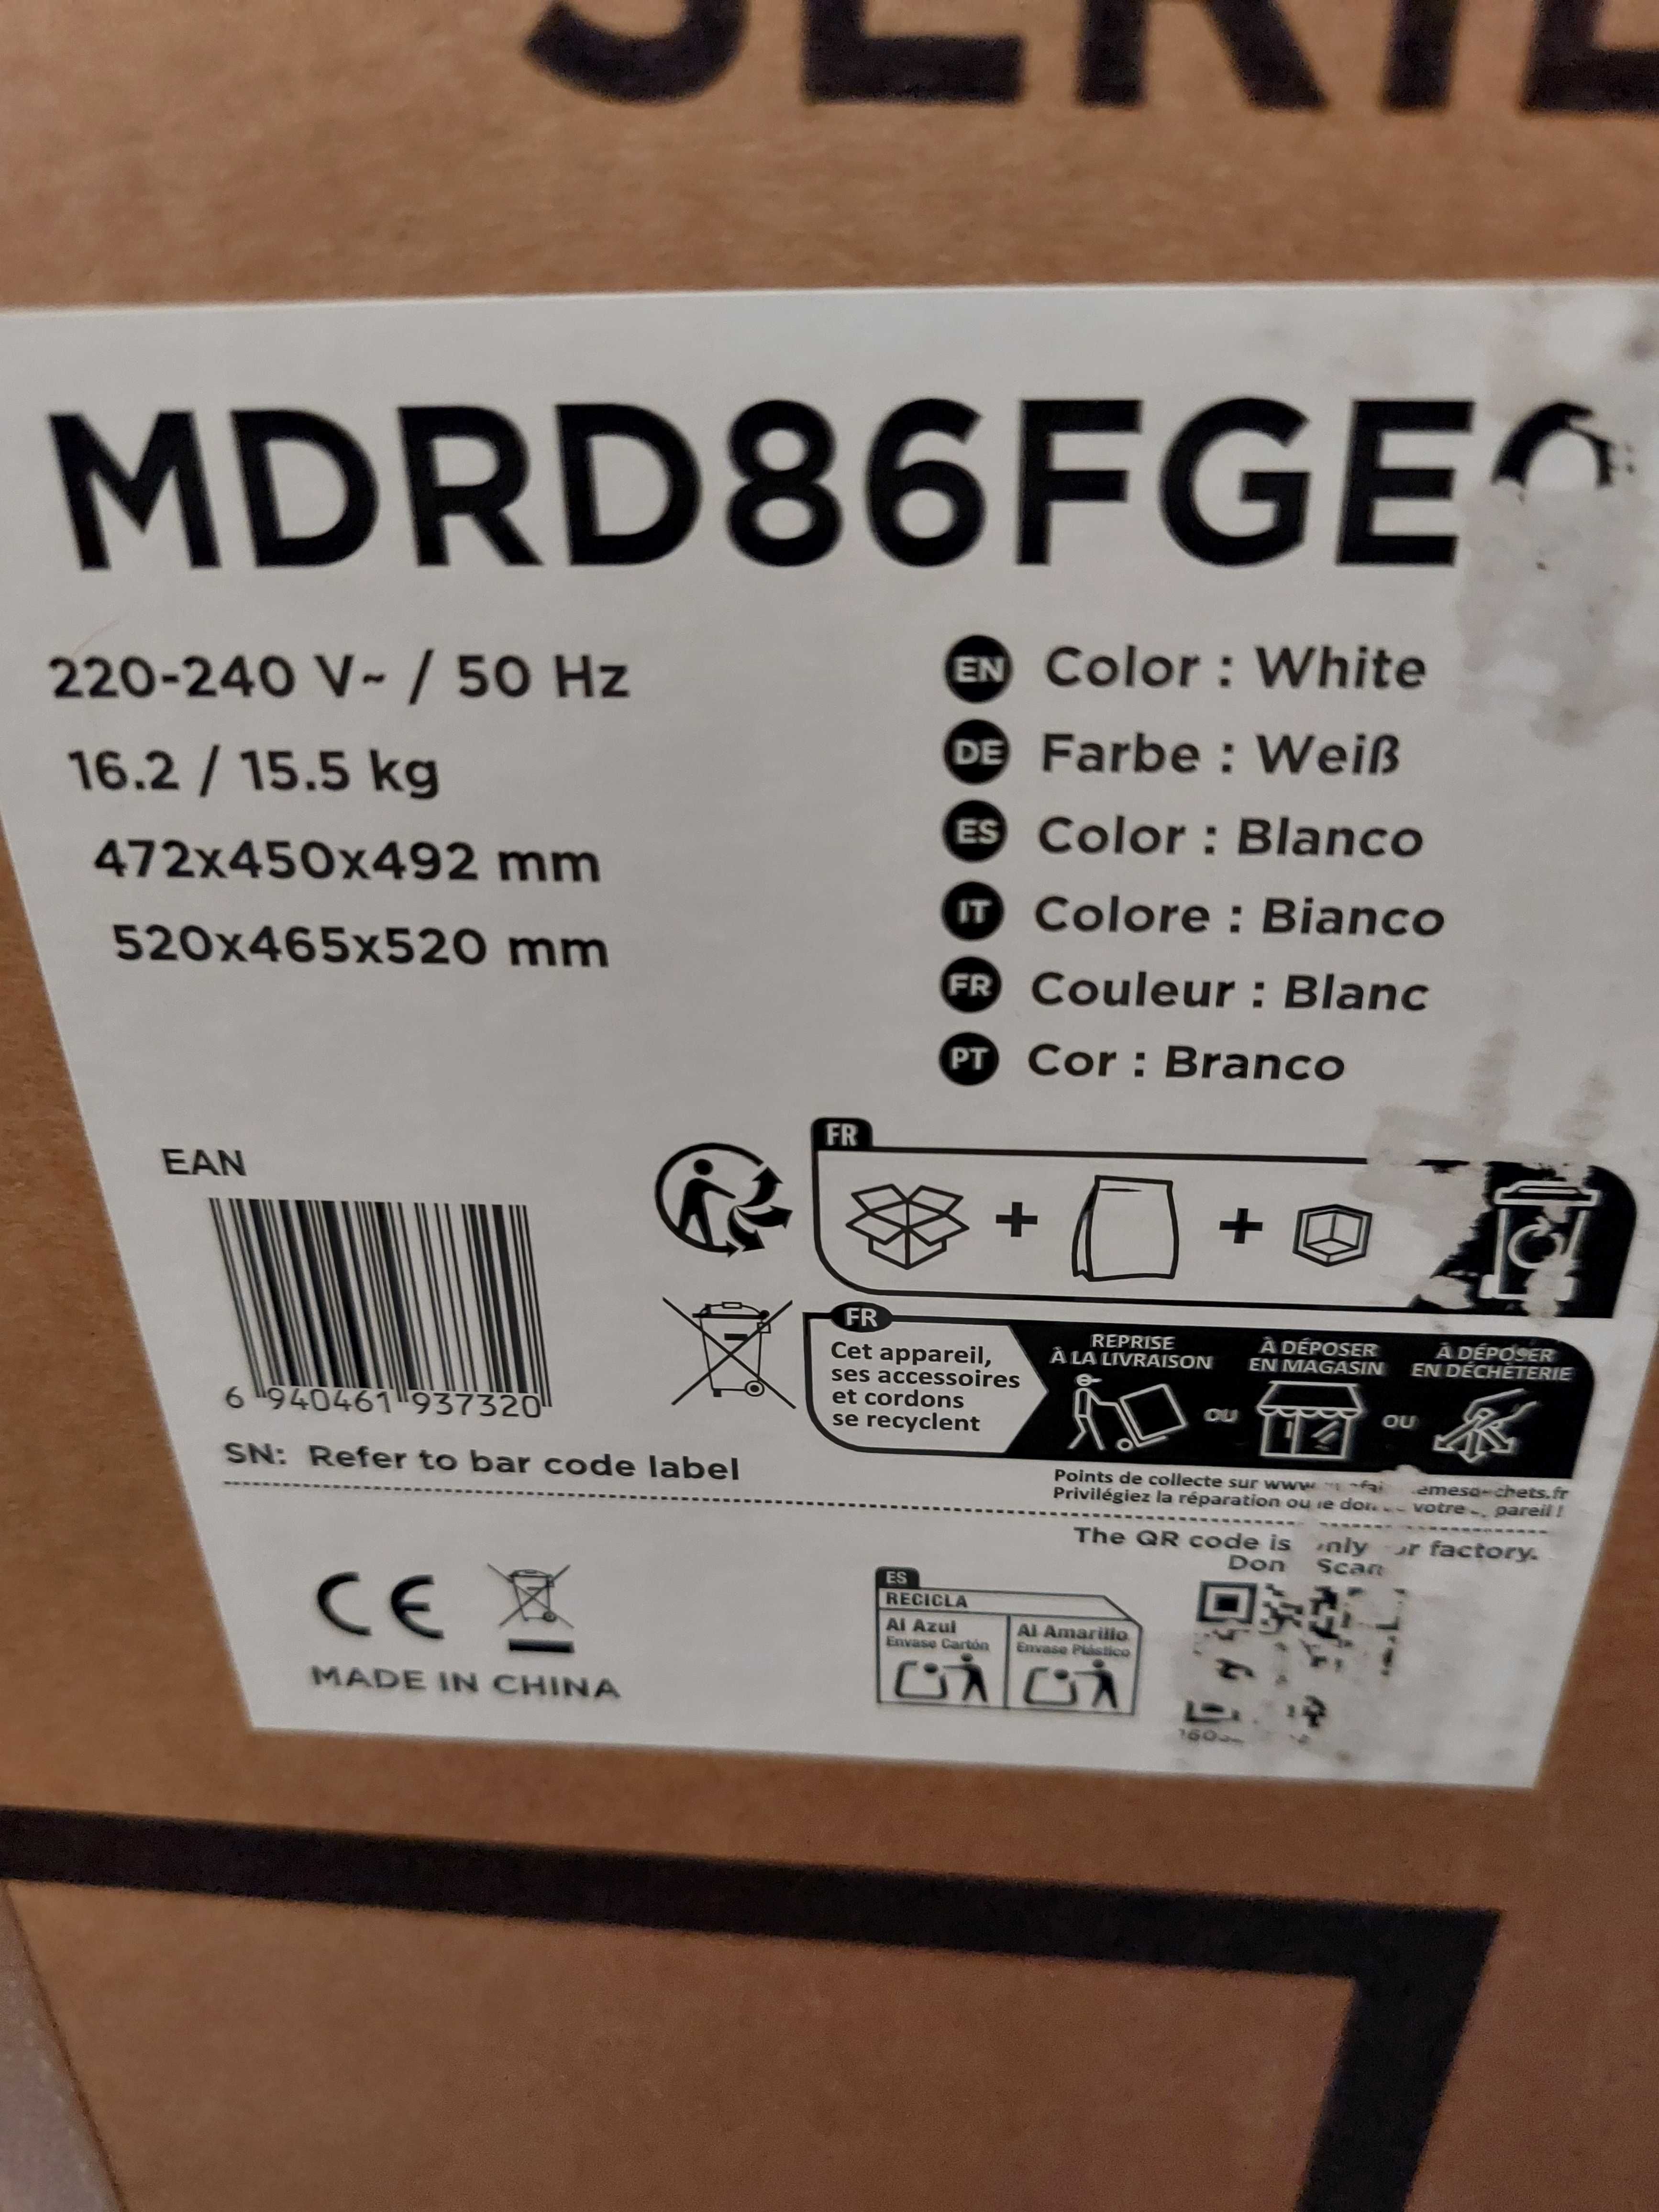 MDRD86FGE
220-240 V~ / 50 Hz
16.2 / 15.5 kg
472x450x492 mm
520x465x520 mm
EN Color : White
DE Farbe : Weiß
ES Color : Blanco
IT Colore : Bianco
FR Couleur : Blanc
PT Cor : Branco
EAN
6 940461 937320
SN: Refer to bar code label
FR
FR
Cet appareil,
ses accessoires
et cordons
se recyclent
REPRISE
À LA LIVRAISON
OU
À DÉPOSER
EN MAGASIN
OU
À DÉPOSER
EN DÉCHÈTERIE
Points de collecte sur
Privilégiez la réparation ou le don votre
The QR code is factory.
Scan
CE
MADE IN CHINA
ES
RECICLA
Al Azul
Envase Cartón
Al Amarillo
Envase Plástico